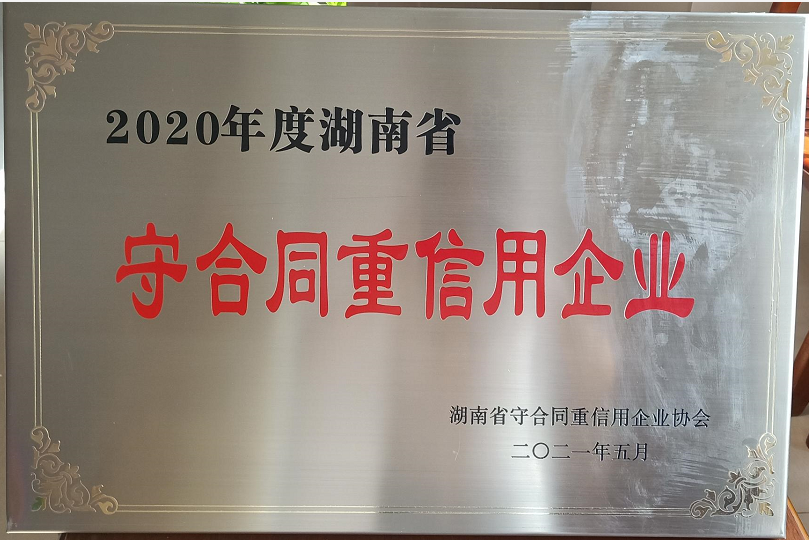 2020年度湖南省
守合同重信用企业
湖南省守合同重信用企业协会
二〇二一年五月